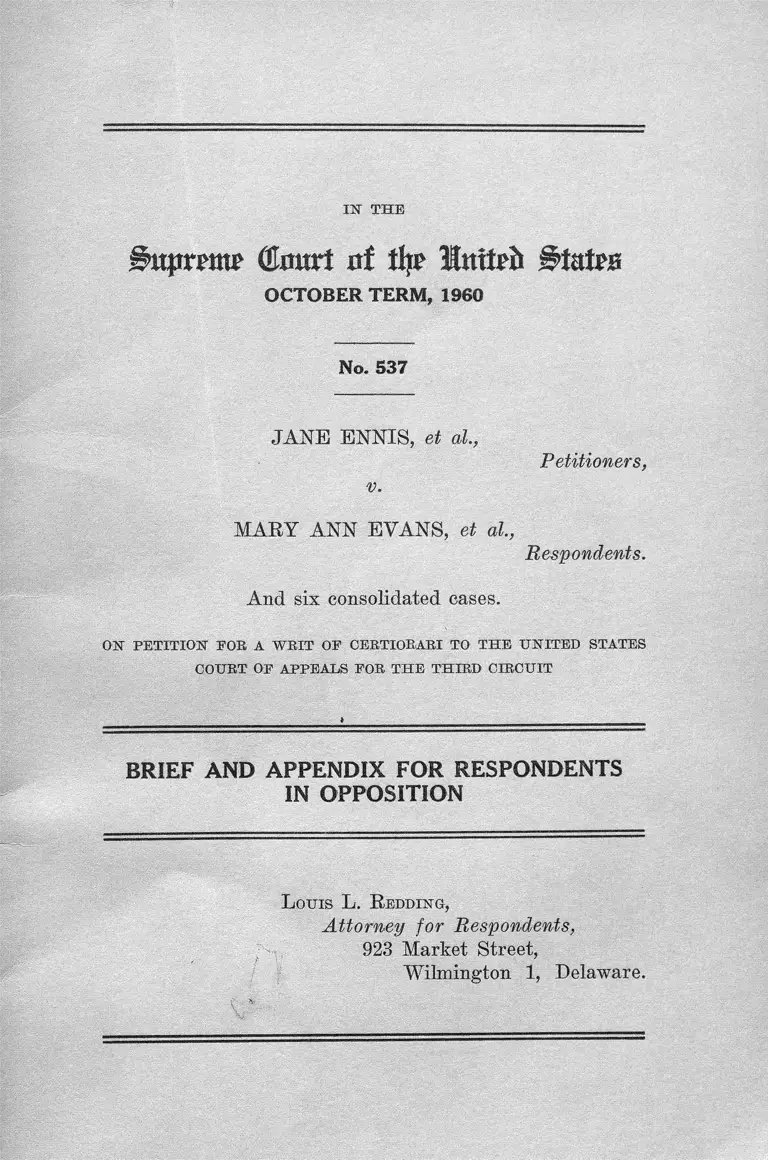 IN THE
Supreme Court of the United States
OCTOBER TERM, 1960
No. 537
JANE ENNIS, et al.,
Petitioners,
v.
MARY ANN EVANS, et al.,
Respondents.
And six consolidated cases.
ON PETITION FOR A WRIT OF CERTIORARI TO THE UNITED STATES
COURT OF APPEALS FOR THE THIRD CIRCUIT
BRIEF AND APPENDIX FOR RESPONDENTS
IN OPPOSITION
LOUIS L. REDDING,
Attorney for Respondents,
923 Market Street,
Wilmington 1, Delaware.